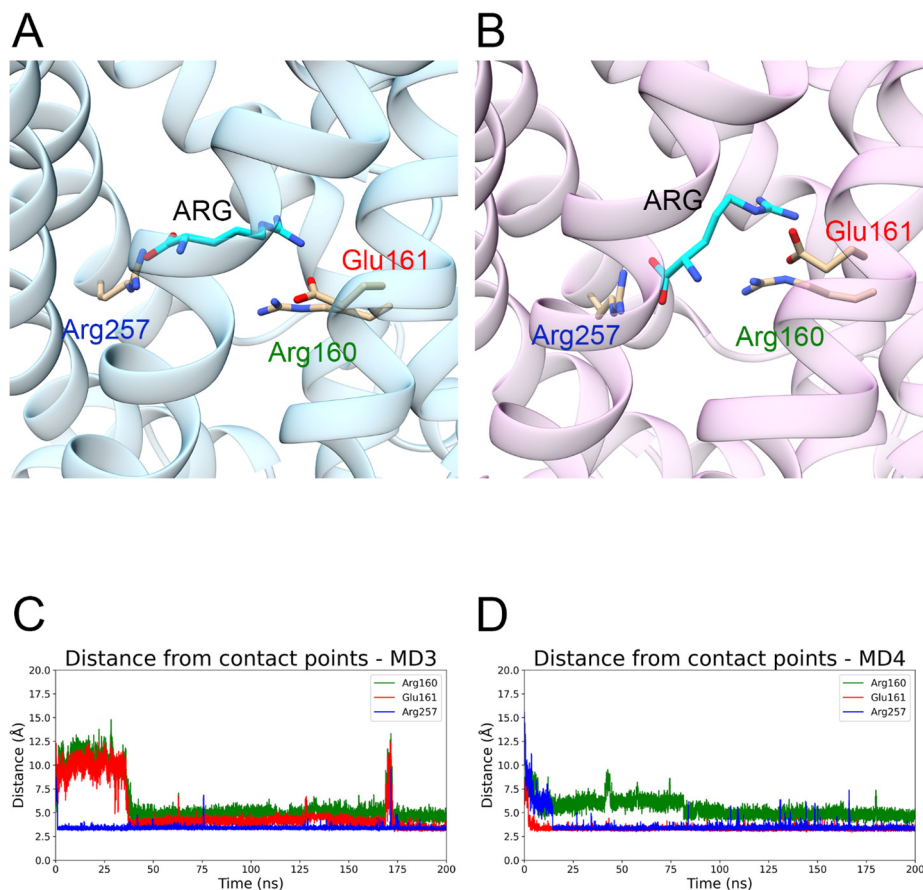 A
B
ARG
Glu161
Arg257
Arg160
ARG
Glu161
Arg257
Arg160
C
D
Distance from contact points - MD3
20.0
17.5
15.0
12.5
10.0
7.5
5.0
2.5
0.0
Distance (Å)
Arg160
Glu161
Arg257
0 25 50 75 100 125 150 175 200
Time (ns)
Distance from contact points - MD4
20.0
17.5
15.0
12.5
10.0
7.5
5.0
2.5
0.0
Distance (Å)
Arg160
Glu161
Arg257
0 25 50 75 100 125 150 175 200
Time (ns)